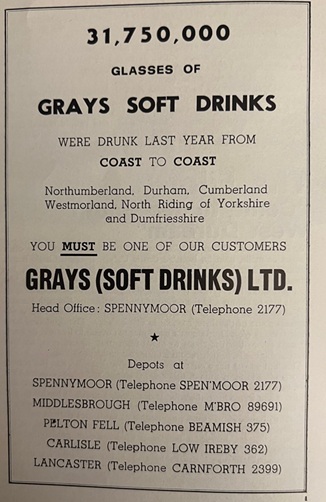 31,750,000
GLASSES OF
GRAYS SOFT DRINKS
WERE DRUNK LAST YEAR FROM
COAST TO COAST
Northumberland, Durham, Cumberland
Westmorland, North Riding of Yorkshire
and Dumfriesshire
YOU MUST BE ONE OF OUR CUSTOMERS
GRAYS (SOFT DRINKS) LTD.
Head Office: SPENNYMOOR (Telephone 2177)
★
Depots at
SPENNYMOOR (Telephone SPEN'MOOR 2177)
MIDDLESBROUGH (Telephone M'BRO 89691)
PELTON FELL (Telephone BEAMISH 375)
CARLISLE (Telephone LOW IREBY 362)
LANCASTER (Telephone CARNFORTH 2399)